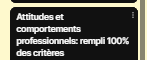 Attitudes et
comportements
professionnels: rempli 100%
des critères